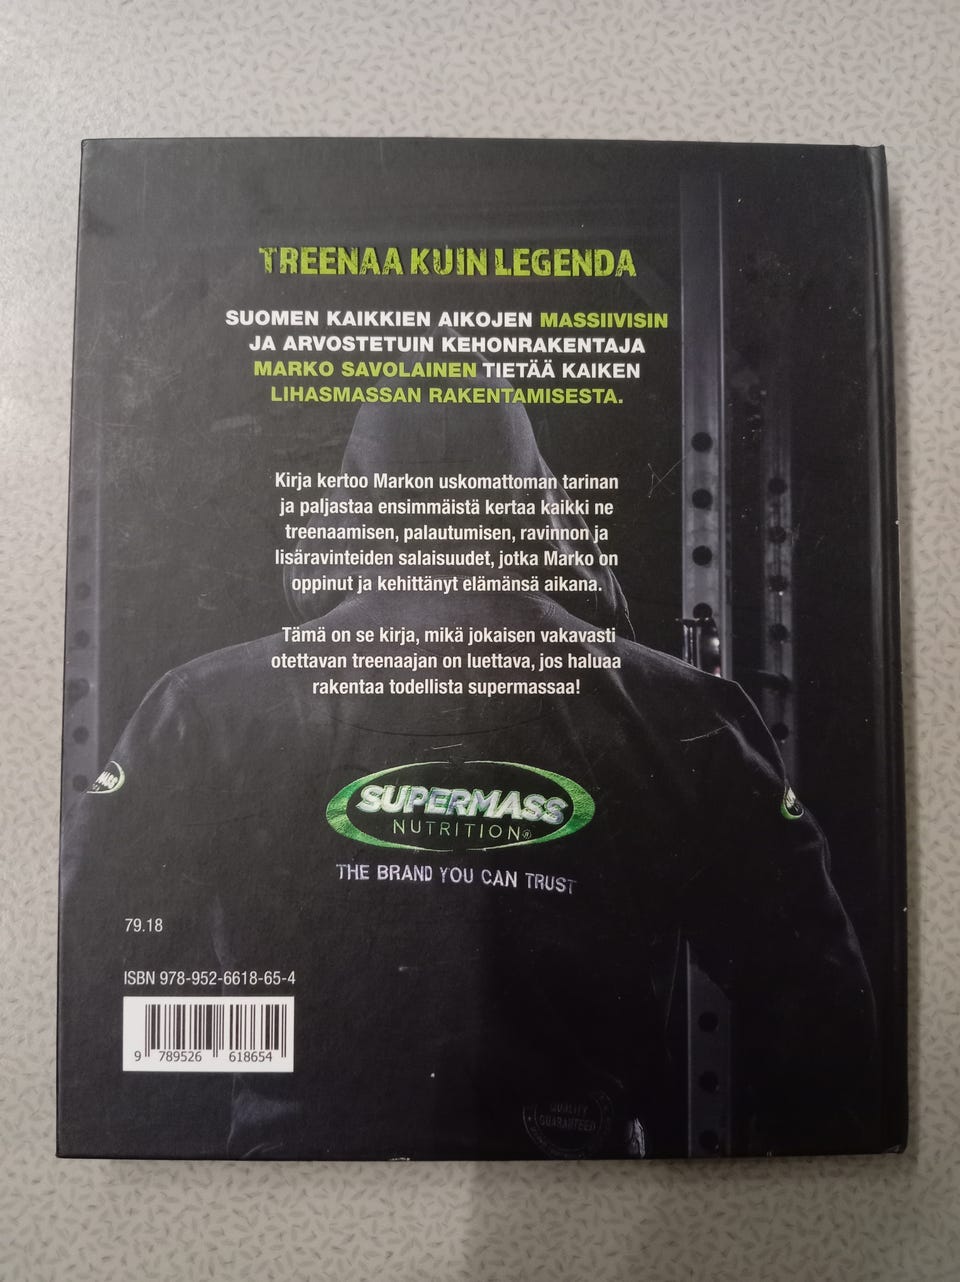 TREENAA KUIN LEGENDA
SUOMEN KAIKKIEN AIKOJEN MASSIIVISIN
JA ARVOSTETUIN KEHONRAKENTAJA
MARKO SAVOLAINEN TIETÄÄ KAIKEN
LIHASMASSAN RAKENTAMISESTA.
Kirja kertoo Markon uskomattoman tarinan
ja paljastaa ensimmäistä kertaa kaikki ne
treenaamisen, palautumisen, ravinnon ja
lisäravinteiden salaisuudet, jotka Marko on
oppinut ja kehittänyt elämänsä aikana.
Tämä on se kirja, mikä jokaisen vakavasti
otettavan treenaajan on luettava, jos haluaa
rakentaa todellista supermassaa!
SUPERMASS
NUTRITION®
THE BRAND YOU CAN TRUST
79.18
ISBN 978-952-6618-65-4
9 789526 618654
QUALITY
GUARANTEED